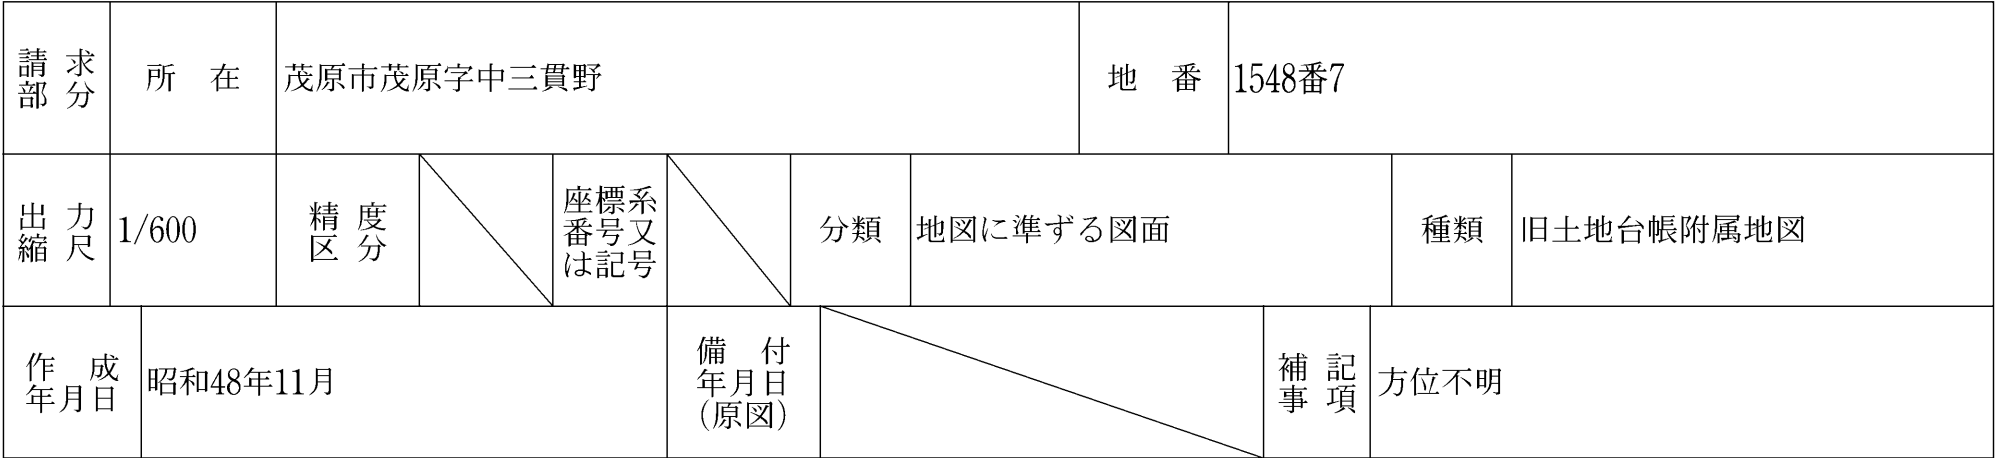 請求部分 所在 茂原市茂原字中三貫野 地番 1548番7
出力縮尺 1/600 精度区分 座標系番号又は記号 分類 地図に準ずる図面 種類 旧土地台帳附属地図
作成年月日 昭和48年11月 備付年月日(原図) 補記事項 方位不明